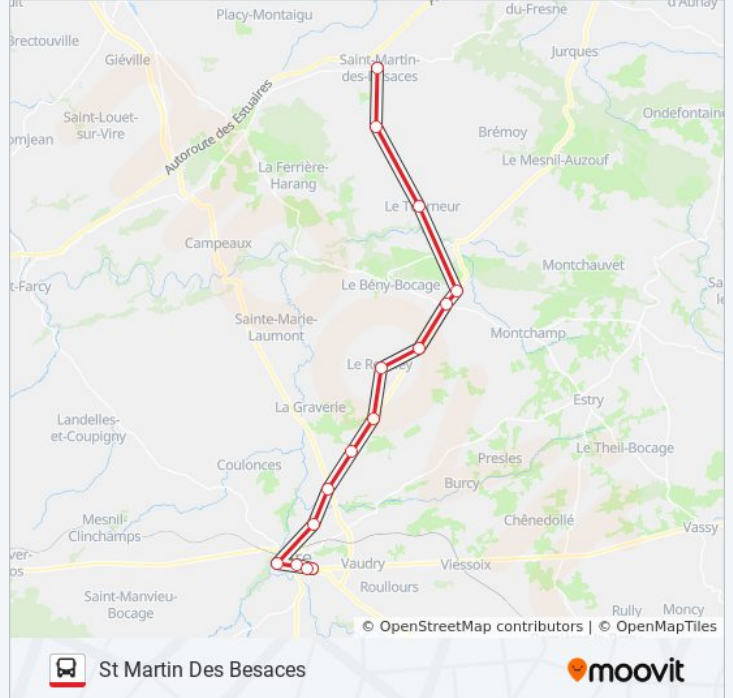 Placy-Montaigu
du-Fresne
d'Aunay
Brectouville
Giéville
Saint-Martin-
des-Besaces
Jurques
Autoroute des Estuaires
Saint-Louet-
sur-Vire
Ondefontaine
Brémoy
Le Mesnil-Auzouf
La Ferrière-
Harang
Le Tourneur
Campeaux
Montchauvet
t-Farcy
Le Bény-Bocage
Sainte-Marie-
Laumont
Montchamp
Le Reculey
Estry
La Graverie
Landelles-
et-Coupigny
Le Theil-Bocage
Presles
Coulonces
Burcy
Chênedollé
Mesnil-
Clinchamps
Vassy
Vaudry
Viessoix
Roullours
Saint-Manvieu-
Bocage
Rully
Moncy
© OpenStreetMap contributors | © OpenMapTiles
St Martin Des Besaces
moovit